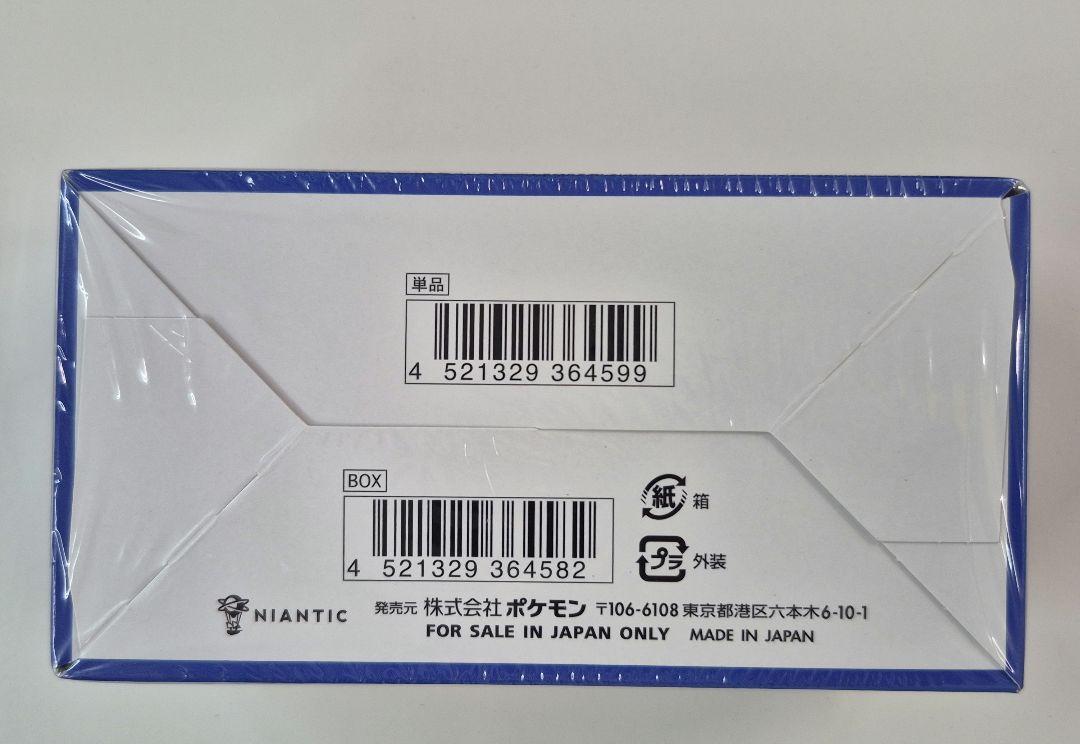 単品
4 521329 364599
BOX
4 521329 364582
紙 箱
プラ 外装
NIANTIC 発売元 株式会社ポケモン 〒106-6108 東京都港区六本木6-10-1
FOR SALE IN JAPAN ONLY MADE IN JAPAN